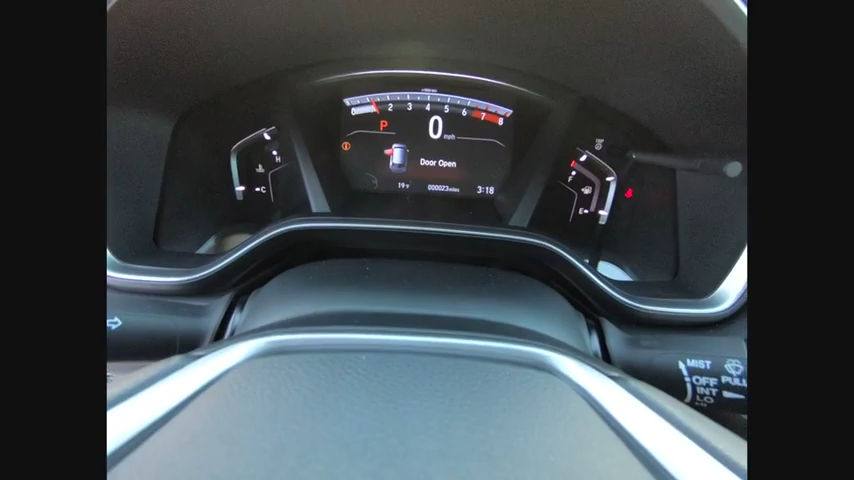 0 2 3 4 5 6 7 8
P
0 mph
H
Door Open
F
C
19°F 000023miles 3:18
E
MIST
OFF PULL
INT
LO